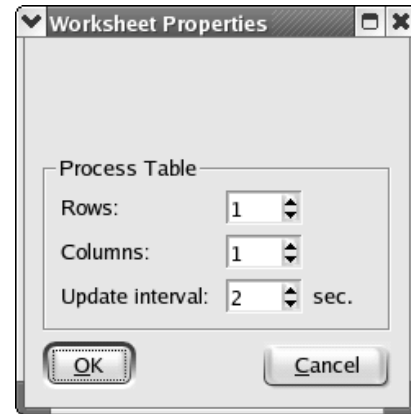 Worksheet Properties
Process Table
Rows: 1
Columns: 1
Update interval: 2 sec.
OK Cancel